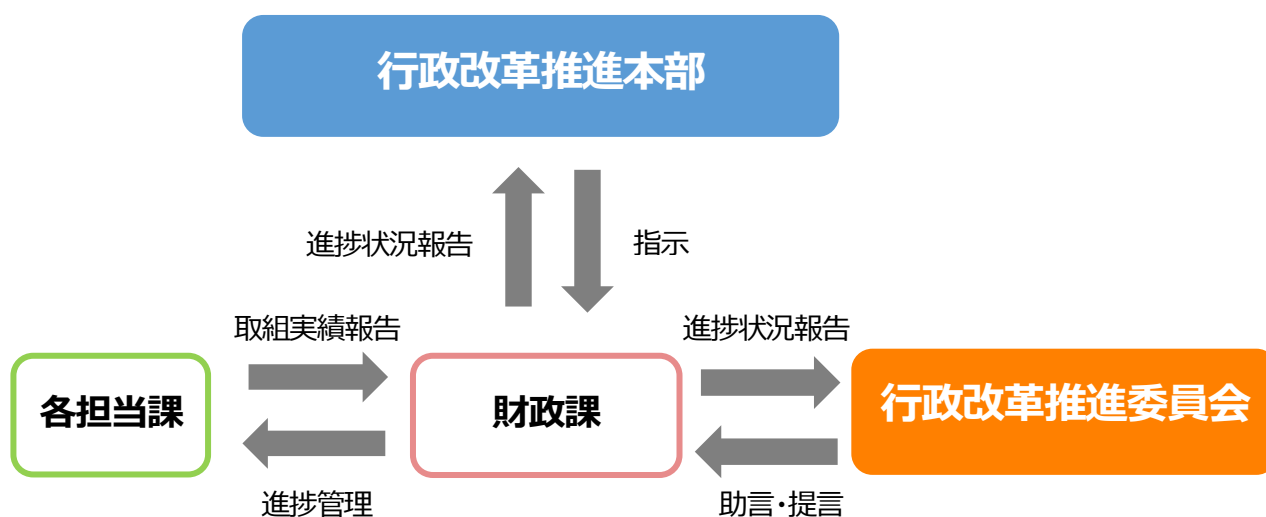 行政改革推進本部
進捗状況報告
指示
取組実績報告
進捗状況報告
各担当課
財政課
行政改革推進委員会
進捗管理
助言・提言